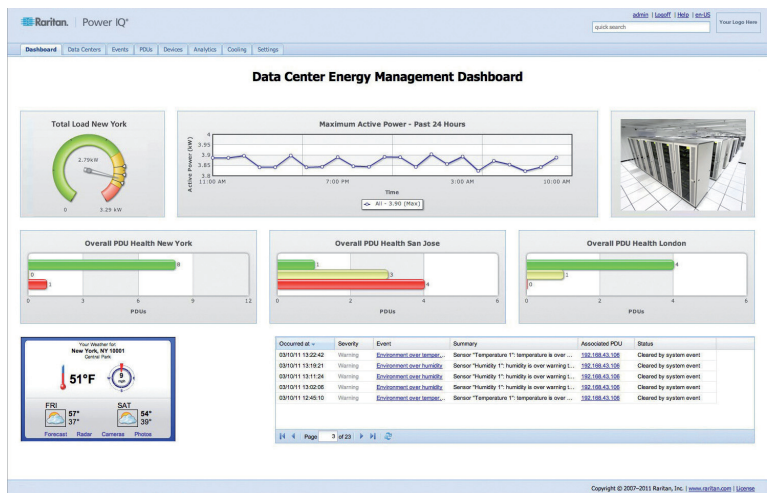 Raritan. Power IQ®
admin | Logoff | Help | en-US
quick search
Your Logo Here
Dashboard Data Centers Events PDUs Devices Analytics Cooling Settings
Data Center Energy Management Dashboard
Total Load New York
2.79kW
0 3.29 kW
Maximum Active Power - Past 24 Hours
Active Power (kW)
4
3.95
3.9
3.85
3.8
11:00 AM 7:00 PM 3:00 AM 10:00 AM
Time
All - 3.90 [Max]
Overall PDU Health New York
8
0
1
0 3 6 9 12
PDUs
Overall PDU Health San Jose
1
3
4
0 2 4 6
PDUs
Overall PDU Health London
4
1
0
0 2 4 6
PDUs
Your Weather for:
New York, NY 10001
Central Park
51°F
9
mph
FRI
57°
37°
SAT
54°
39°
Forecast Radar Cameras Photos
Occurred at Severity Event Summary Associated PDU Status
03/10/11 13:22:42 Warning Environment over temper... Sensor "Temperature 1": temperature is over ... 192.168.43.106 Cleared by system event
03/10/11 13:19:21 Warning Environment over humidity Sensor "Humidity 1": humidity is over warning t... 192.168.43.106 Cleared by system event
03/10/11 13:11:24 Warning Environment over humidity Sensor "Humidity 1": humidity is over warning t... 192.168.43.106 Cleared by system event
03/10/11 13:02:06 Warning Environment over humidity Sensor "Humidity 1": humidity is over warning t... 192.168.43.106 Cleared by system event
03/10/11 12:45:10 Warning Environment over temper... Sensor "Temperature 1": temperature is over ... 192.168.43.106 Cleared by system event
Page 3 of 23
Copyright © 2007–2011 Raritan, Inc. | www.raritan.com | License